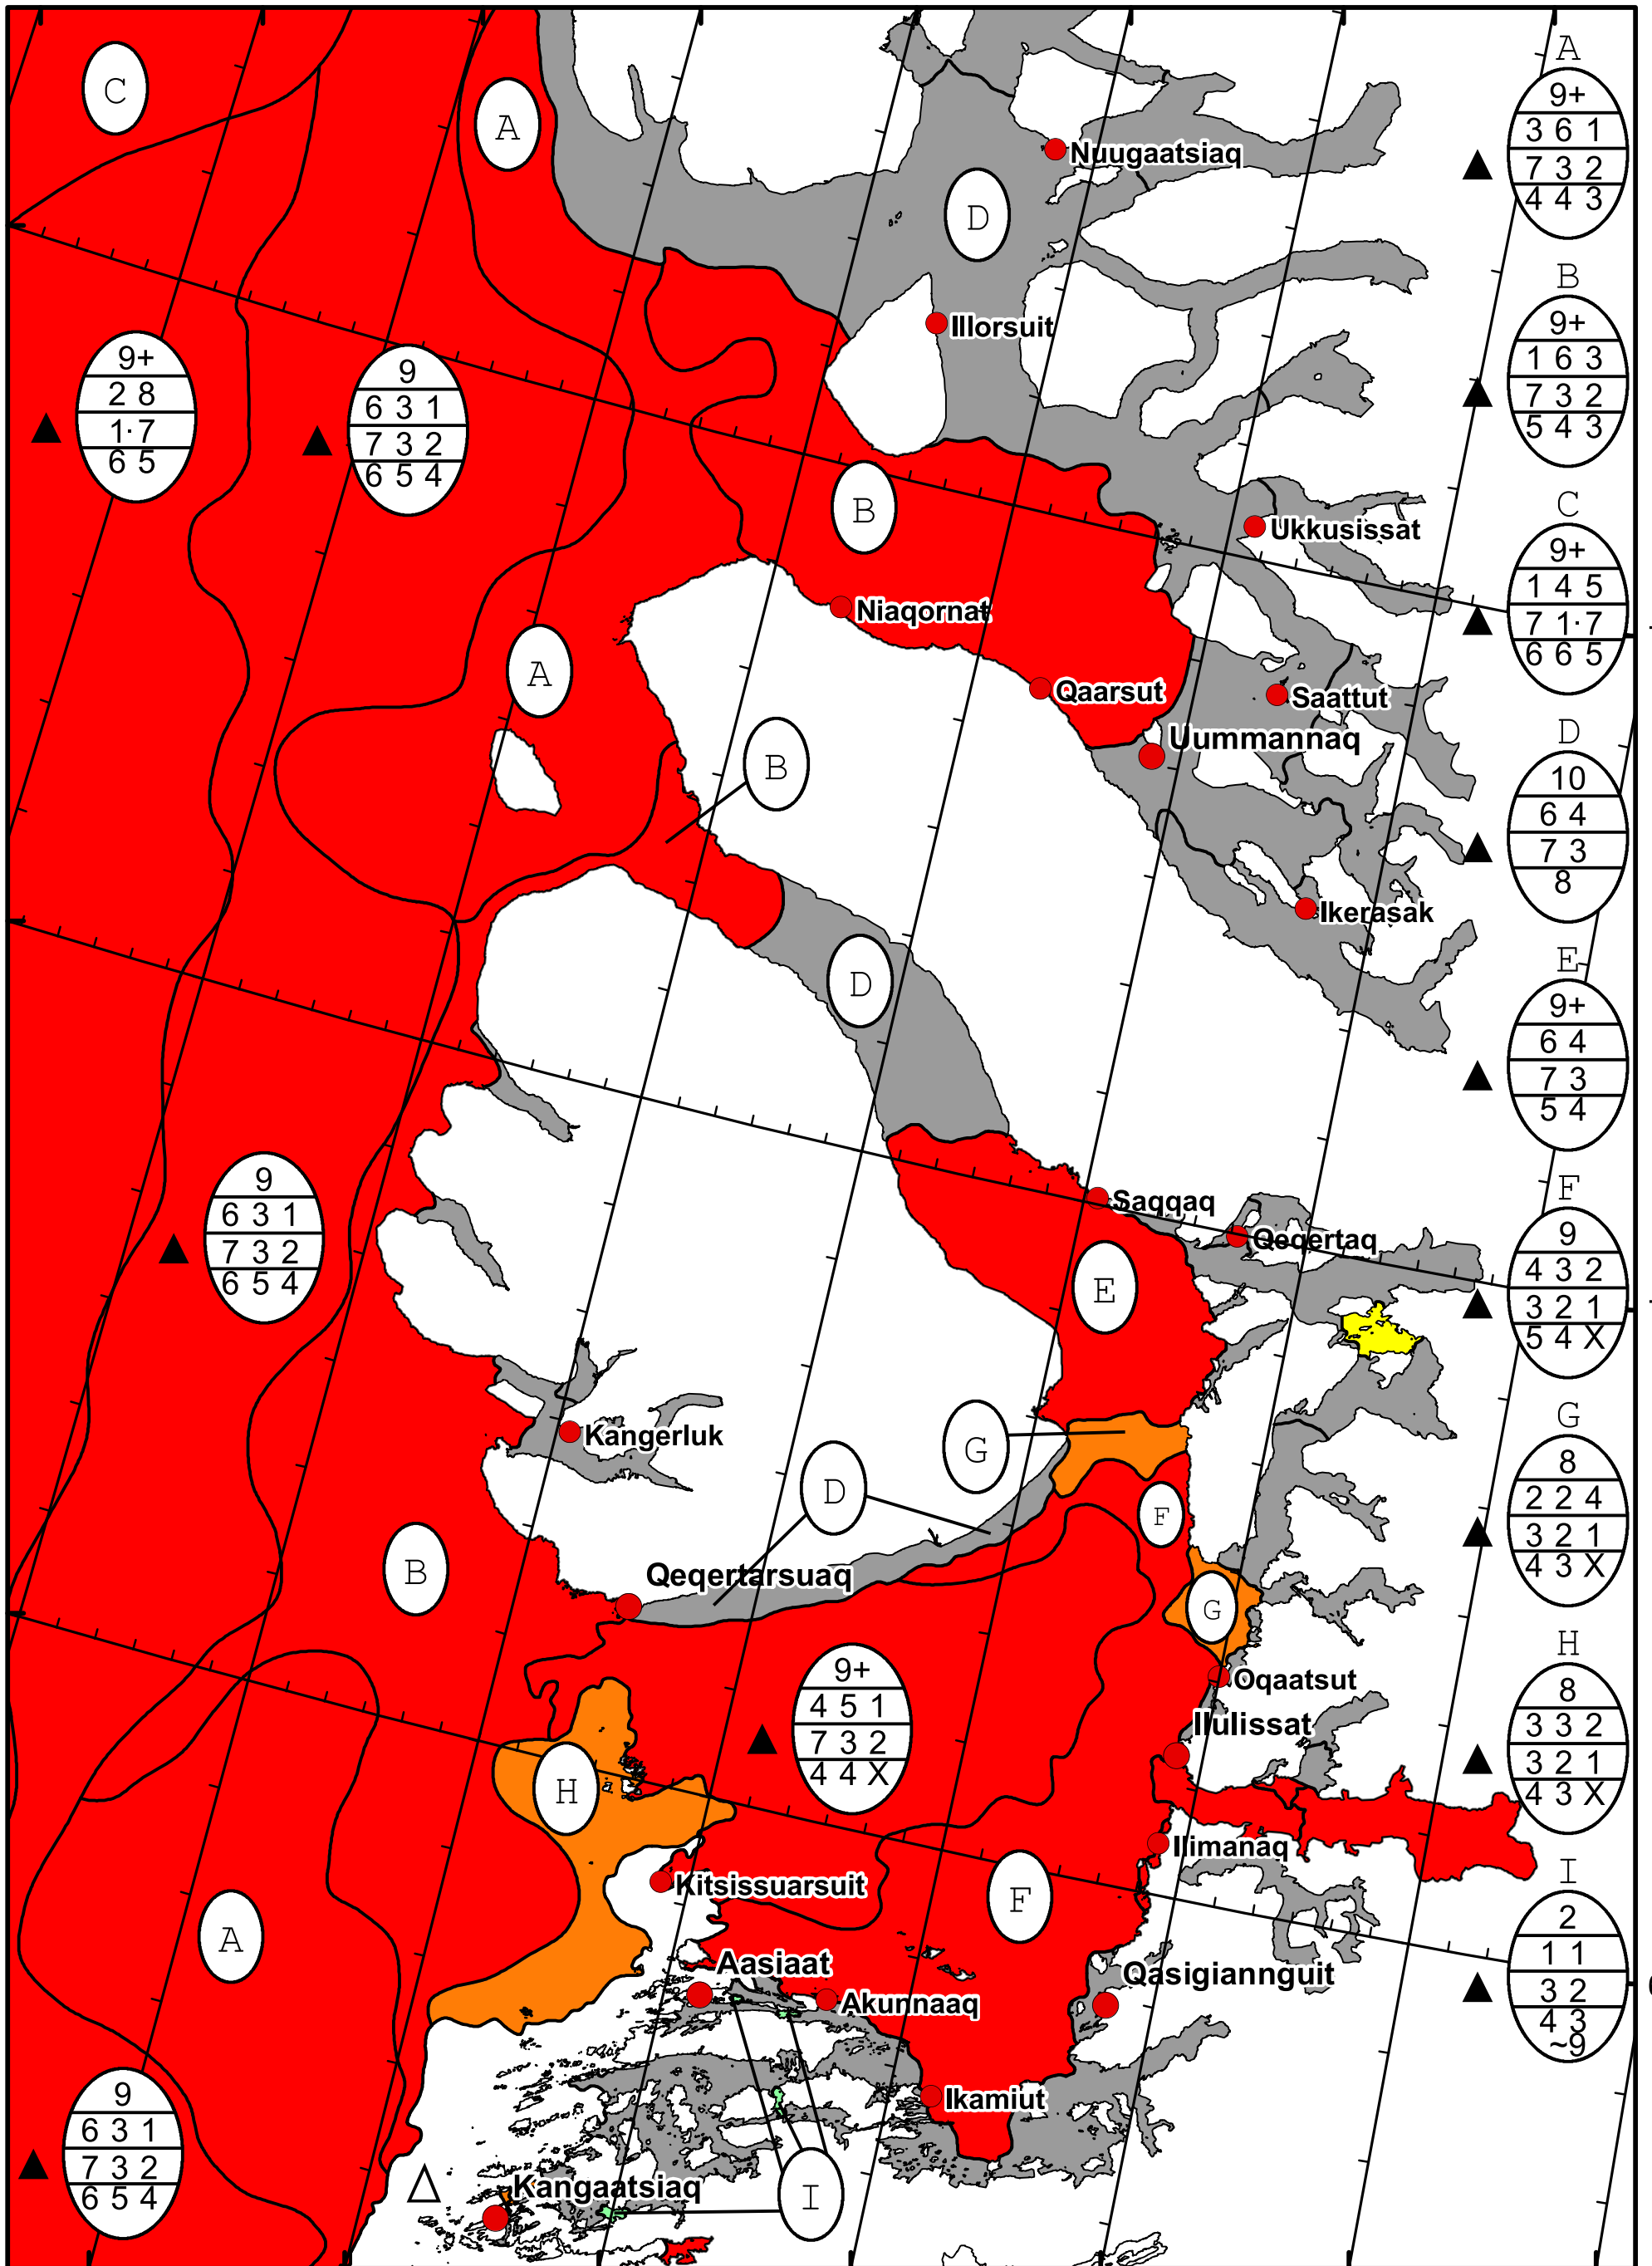 C
A
A
9+
3 6 1
7 3 2
4 4 3
Nuugaatsiaq
D
B
9+
1 6 3
7 3 2
5 4 3
Illorsuit
9+
2 8
1·7
6 5
9
6 3 1
7 3 2
6 5 4
B
Ukkusissat
C
9+
1 4 5
7 1·7
6 6 5
Niaqornat
A
Qaarsut
Saattut
Uummannaq
B
D
10
6 4
7 3
8
Ikerasak
D
E
9+
6 4
7 3
5 4
9
6 3 1
7 3 2
6 5 4
Saqqaq
Qeqertaq
E
F
9
4 3 2
3 2 1
5 4 X
Kangerluk
G
D
F
G
8
2 2 4
3 2 1
4 3 X
B
Qeqertarsuaq
G
9+
4 5 1
7 3 2
4 4 X
Oqaatsut
Ilulissat
H
H
8
3 3 2
3 2 1
4 3 X
Ilimanaq
Kitsissuarsuit
F
A
I
2
1 1
3 2
4 3
~9
Aasiaat
Akunnaaq
Qasigiannguit
Ikamiut
9
6 3 1
7 3 2
6 5 4
Kangaatsiaq
I